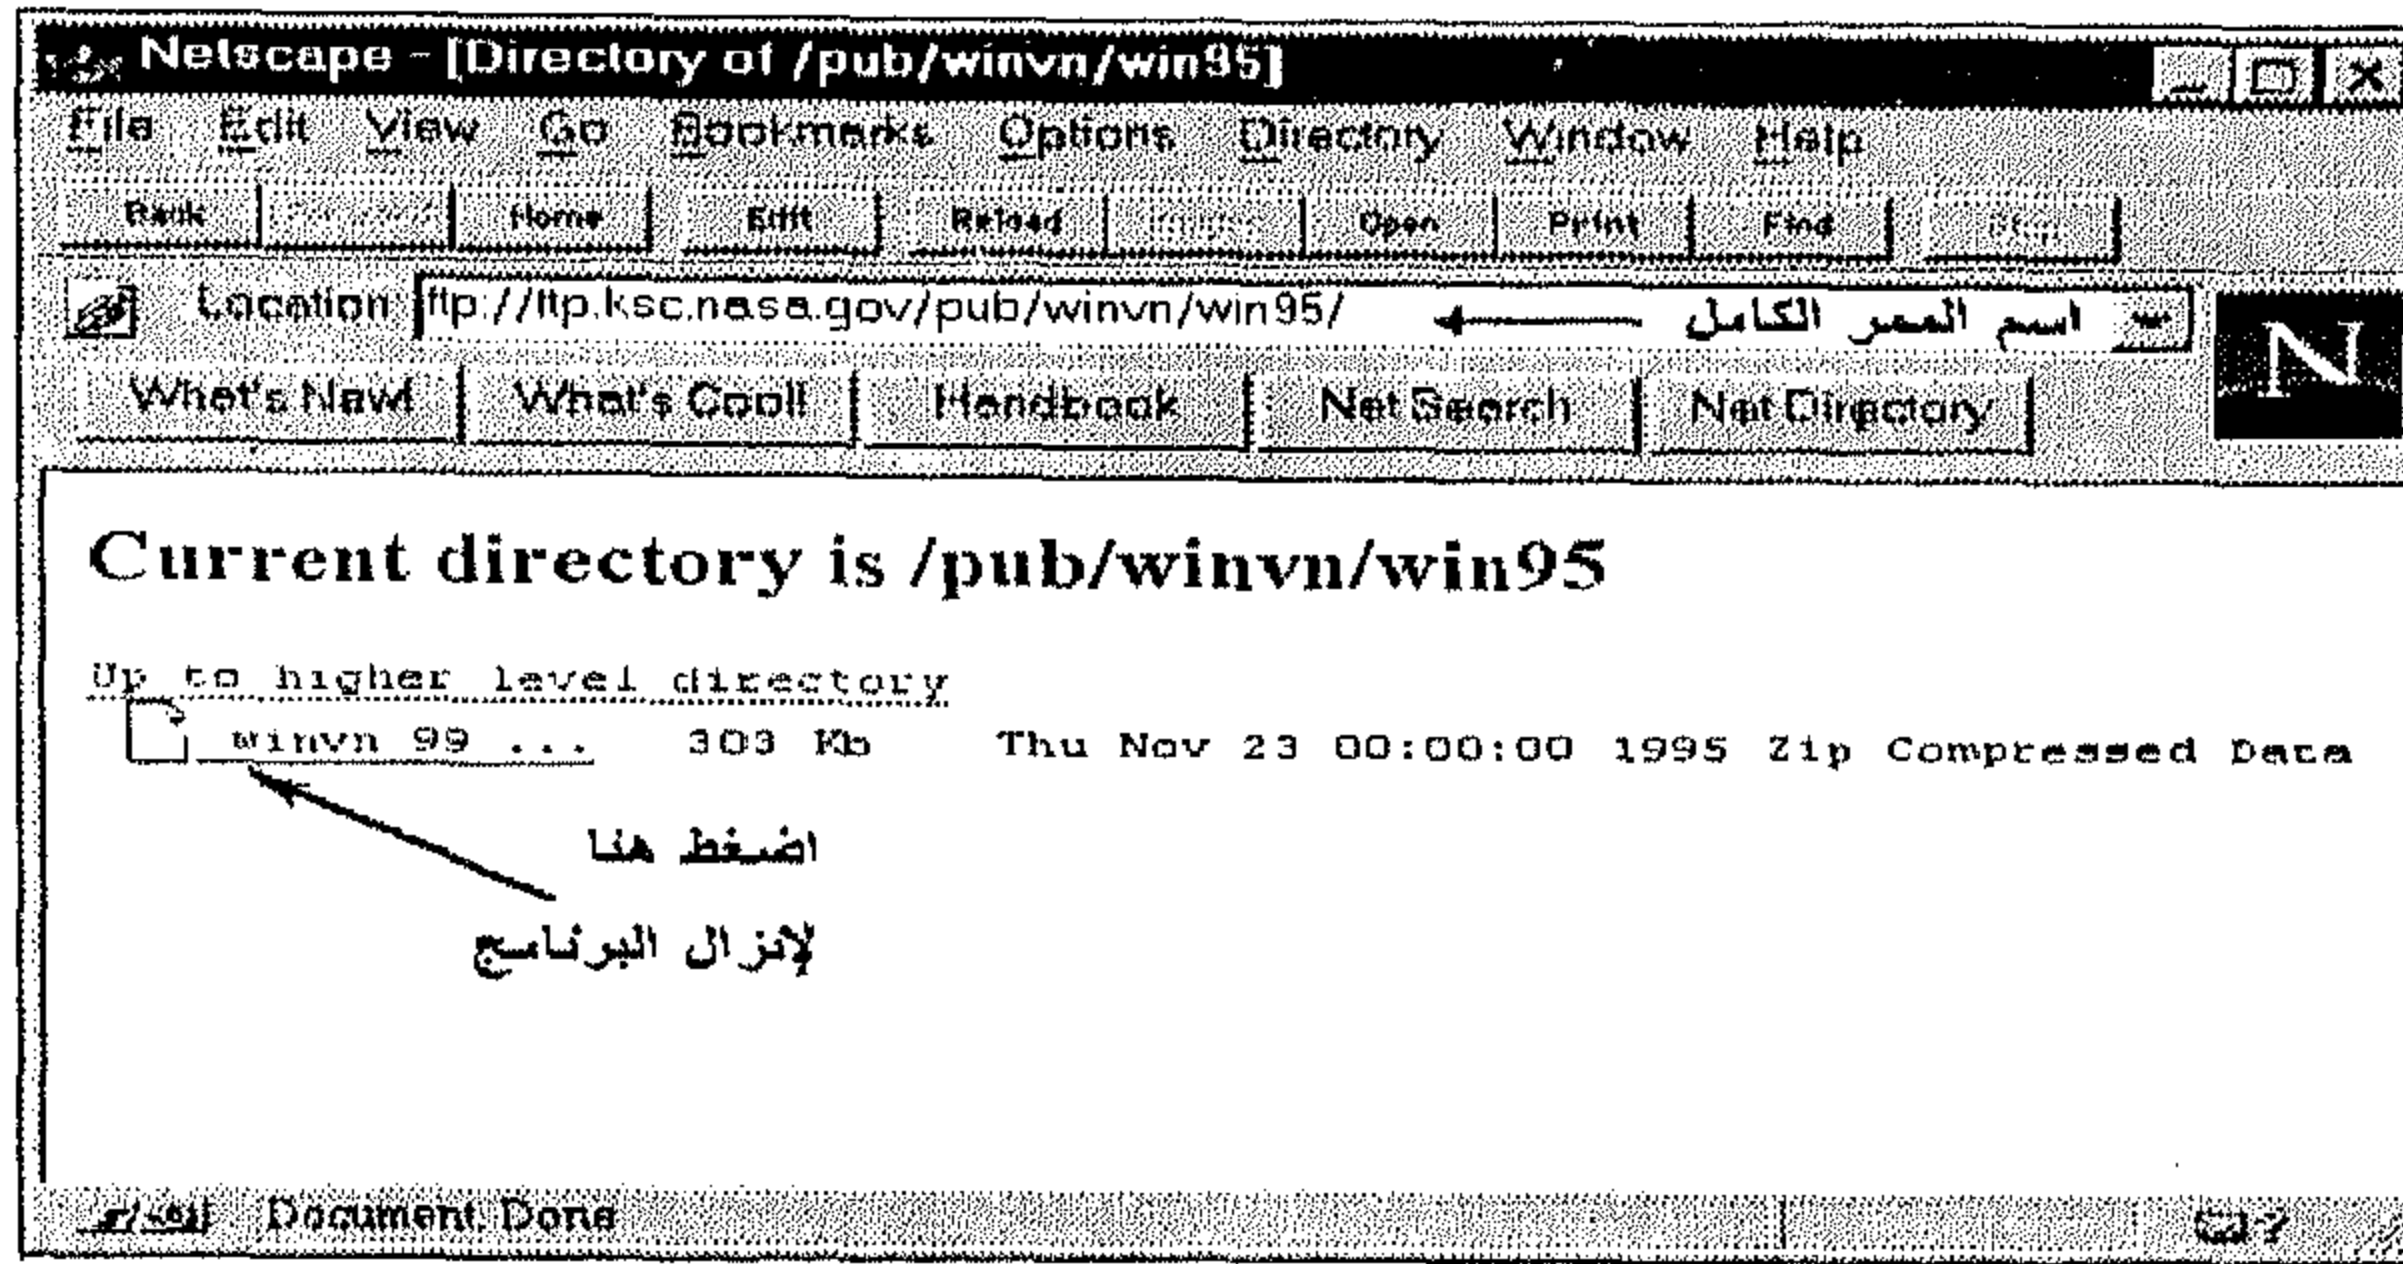 Netscape - [Directory of /pub/winvn/win95]
File Edit View Go Bookmarks Options Directory Window Help
Back Home Edit Reload Open Print Find Stop
Location: ftp://ftp.ksc.nasa.gov/pub/winvn/win95/ اسم الممر الكامل
What's New! What's Cool! Handbook Net Search Net Directory
N
Current directory is /pub/winvn/win95
Up to higher level directory
winvn 99 ... 303 Kb Thu Nov 23 00:00:00 1995 Zip Compressed Data
اضغط هنا
لإنزال البرنامج
Document: Done